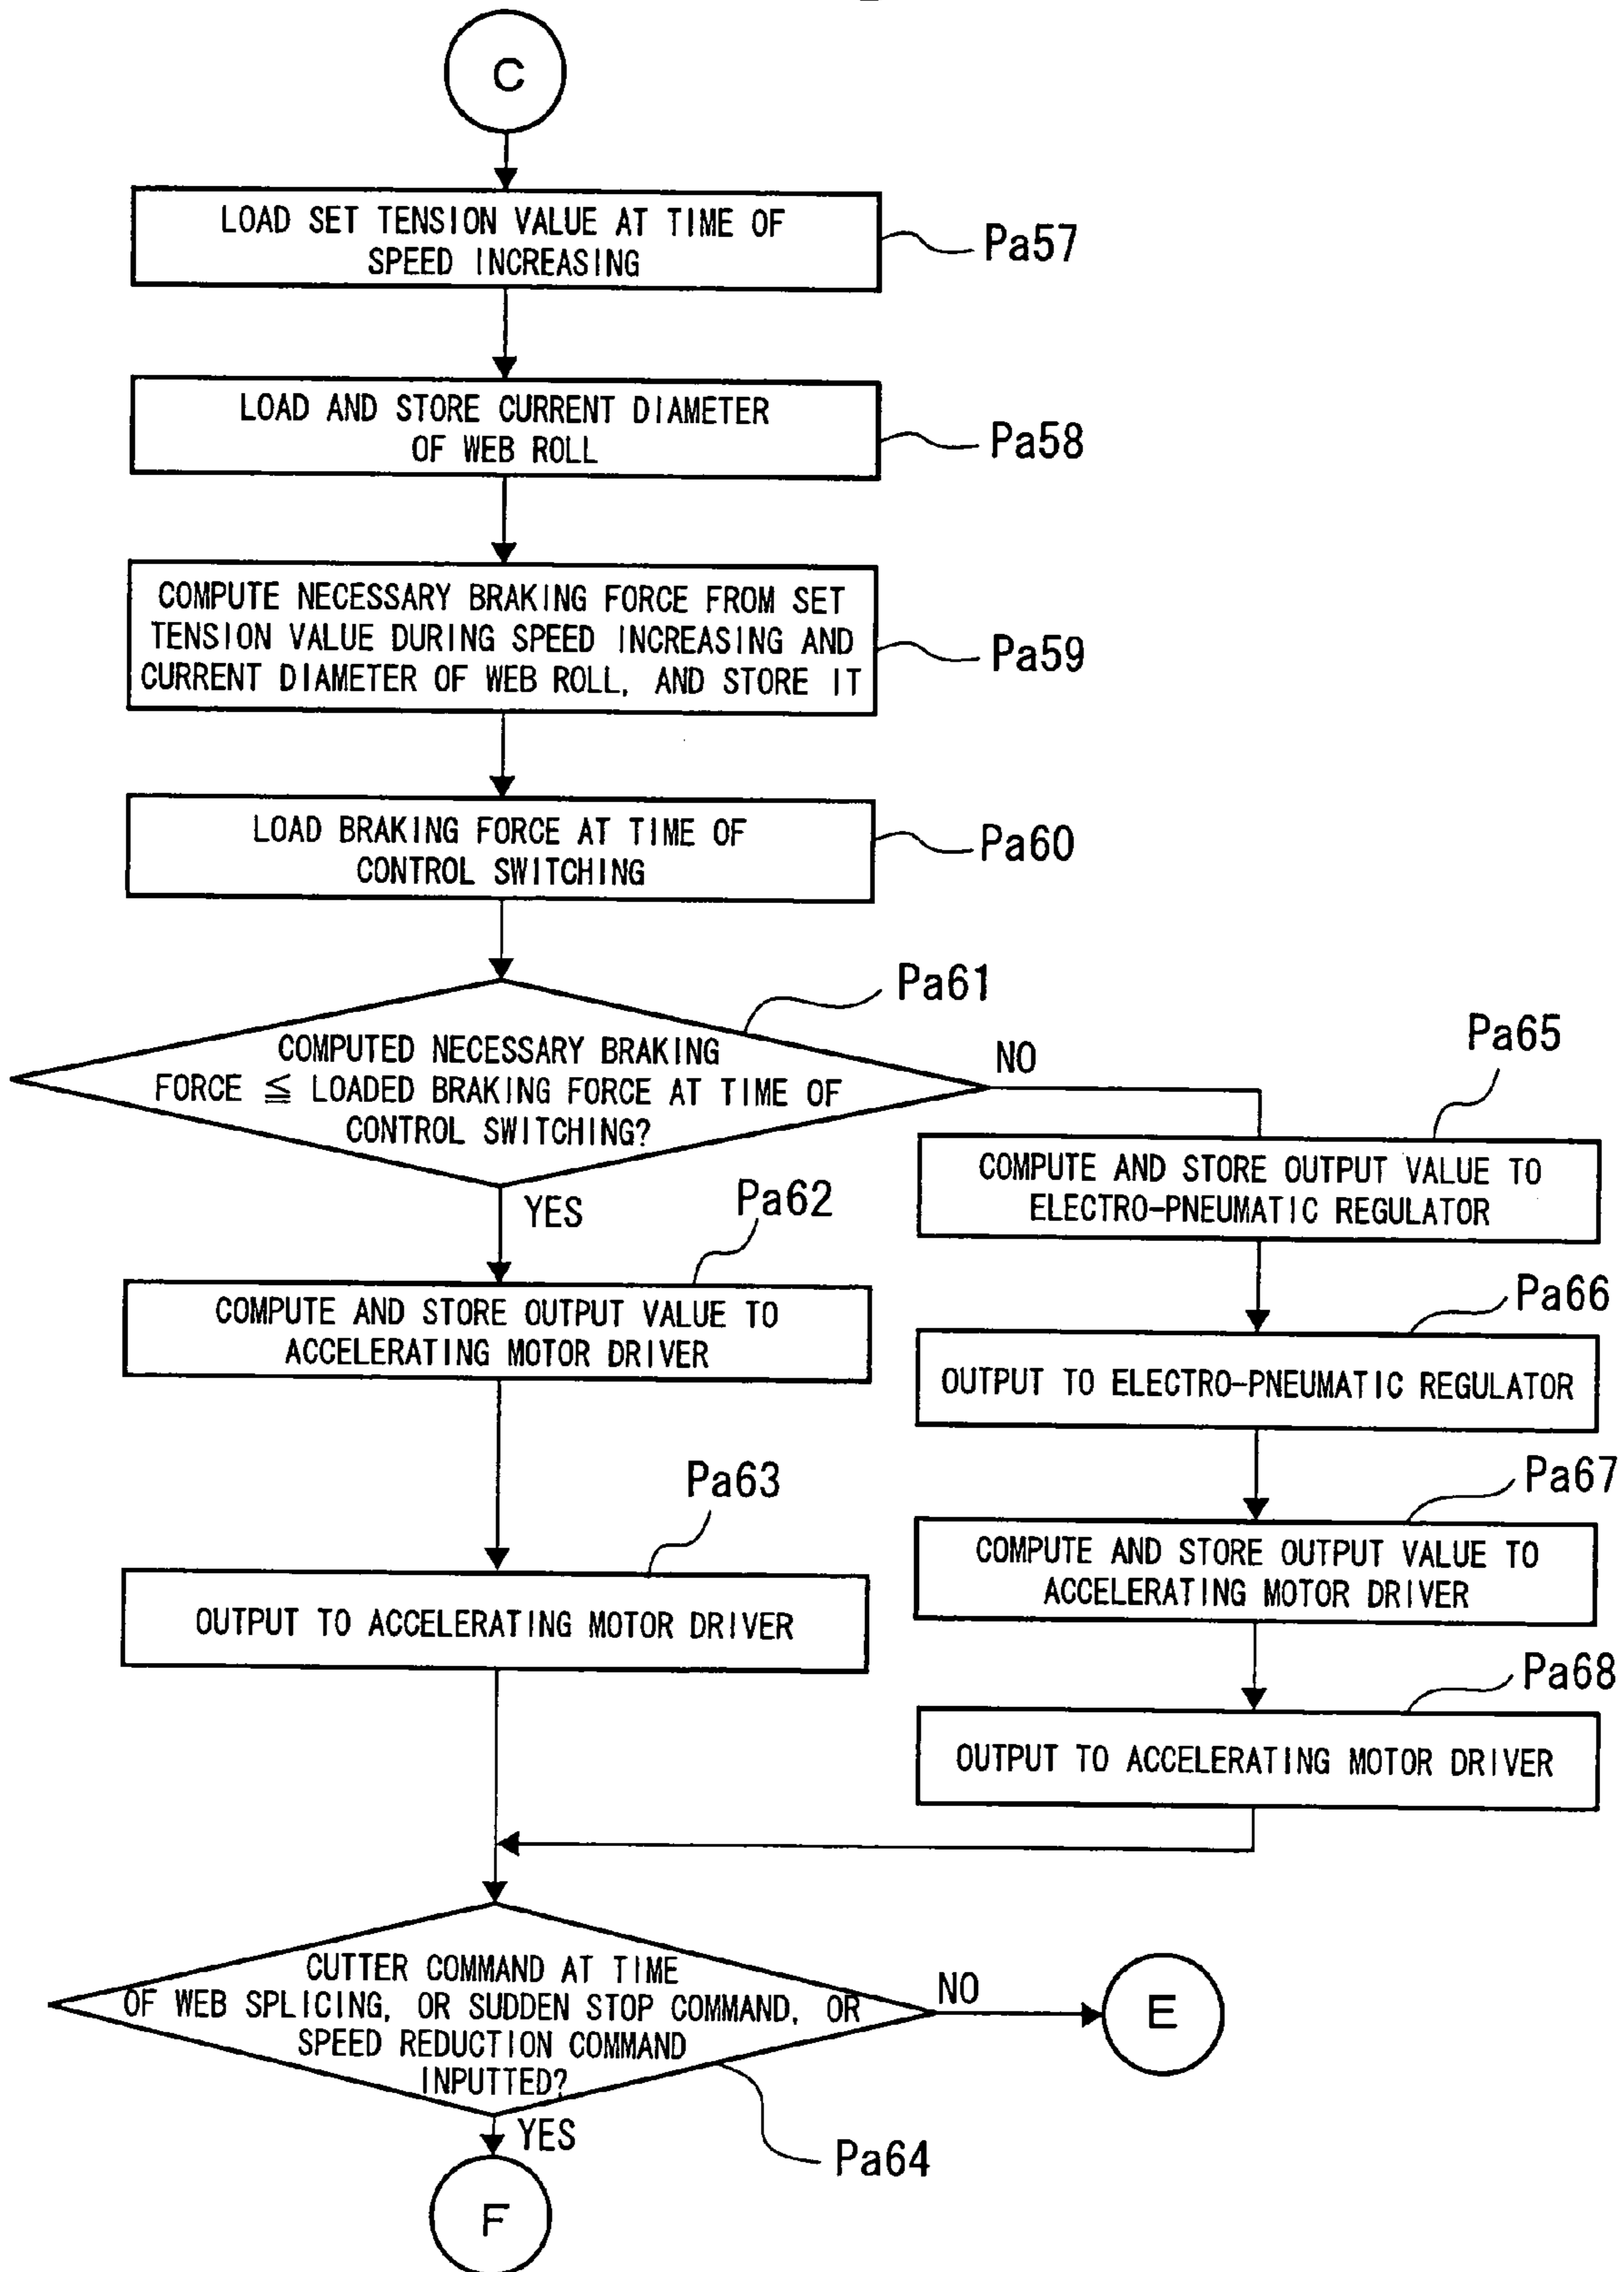 C
LOAD SET TENSION VALUE AT TIME OF
SPEED INCREASING
Pa57
LOAD AND STORE CURRENT DIAMETER
OF WEB ROLL
Pa58
COMPUTE NECESSARY BRAKING FORCE FROM SET
TENSION VALUE DURING SPEED INCREASING AND
CURRENT DIAMETER OF WEB ROLL, AND STORE IT
Pa59
LOAD BRAKING FORCE AT TIME OF
CONTROL SWITCHING
Pa60
Pa61
COMPUTED NECESSARY BRAKING
FORCE ≦ LOADED BRAKING FORCE AT TIME OF
CONTROL SWITCHING?
NO
YES
Pa62
COMPUTE AND STORE OUTPUT VALUE TO
ACCELERATING MOTOR DRIVER
Pa63
OUTPUT TO ACCELERATING MOTOR DRIVER
Pa65
COMPUTE AND STORE OUTPUT VALUE TO
ELECTRO-PNEUMATIC REGULATOR
Pa66
OUTPUT TO ELECTRO-PNEUMATIC REGULATOR
Pa67
COMPUTE AND STORE OUTPUT VALUE TO
ACCELERATING MOTOR DRIVER
Pa68
OUTPUT TO ACCELERATING MOTOR DRIVER
CUTTER COMMAND AT TIME
OF WEB SPLICING, OR SUDDEN STOP COMMAND, OR
SPEED REDUCTION COMMAND
INPUTTED?
NO
E
YES
Pa64
F